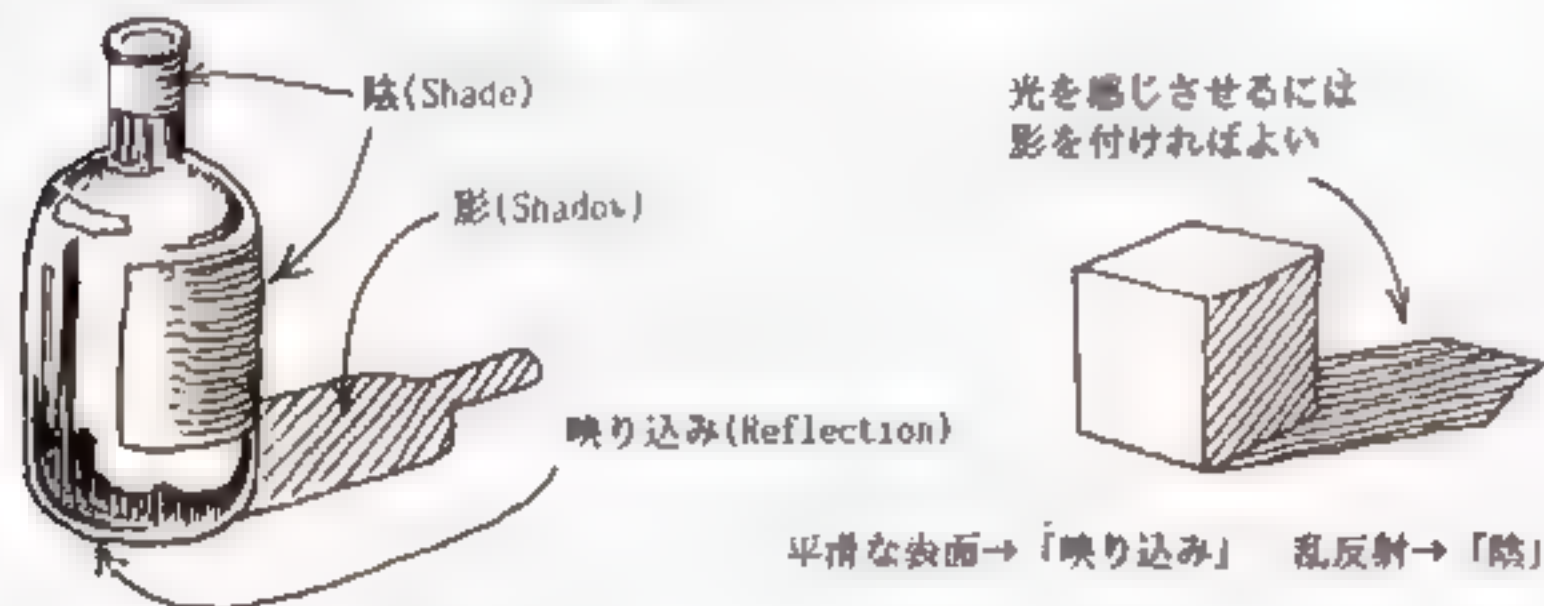 陰(Shade)
影(Shadow)
映り込み(Reflection)
光を感じさせるには
影を付ければよい
平滑な表面→「映り込み」　乱反射→「陰」